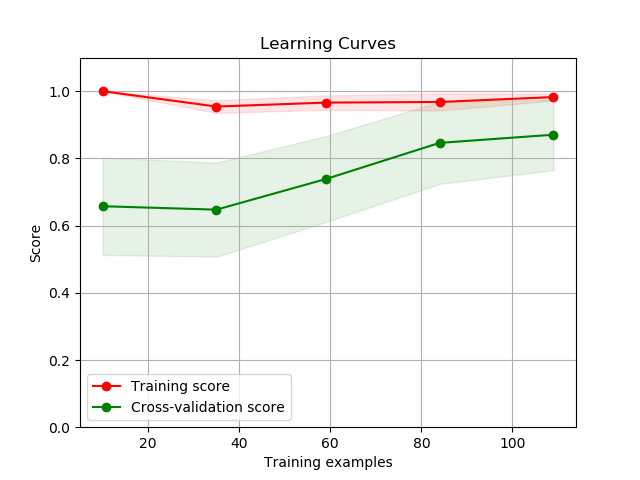 Learning Curves
1.0
0.8
0.6
0.4
0.2
0.0
Score
Training score
Cross-validation score
20 40 60 80 100
Training examples